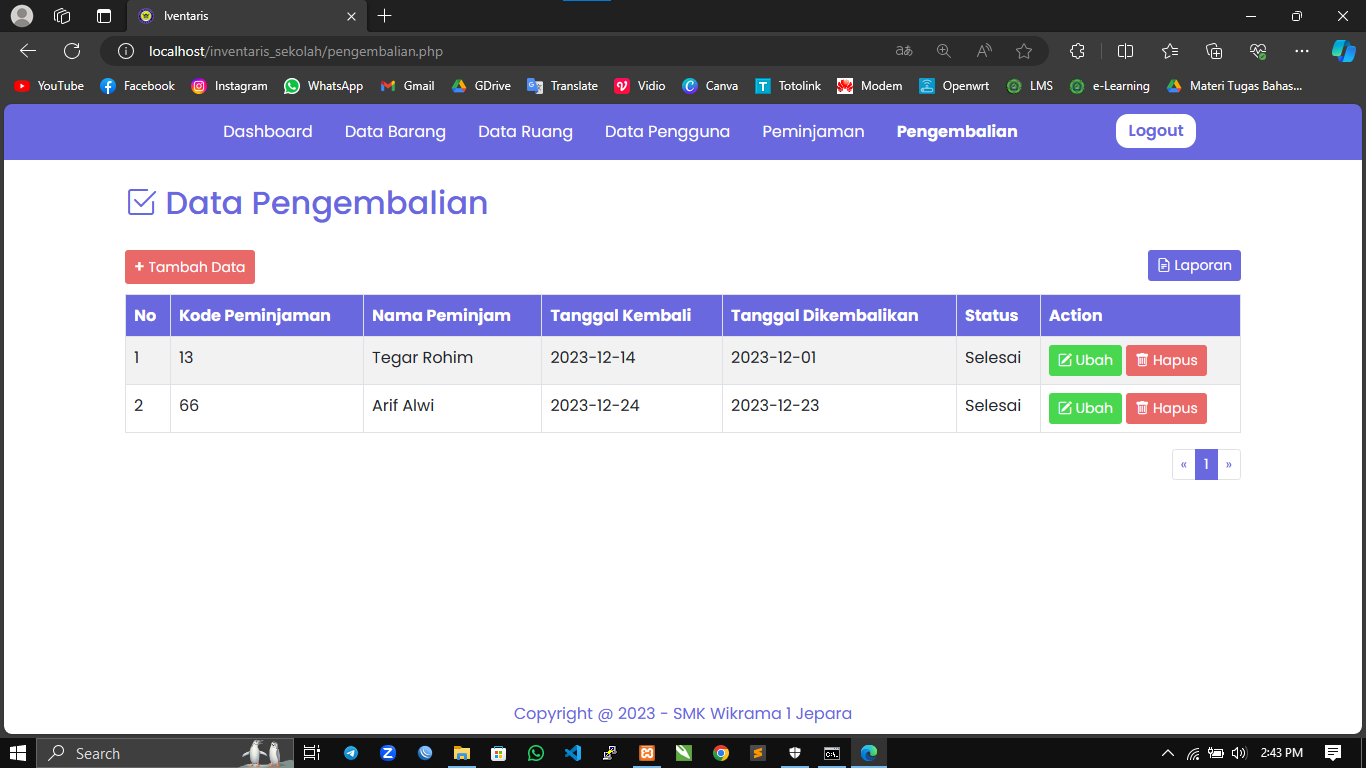 Iventaris
localhost/inventaris_sekolah/pengembalian.php
YouTube Facebook Instagram WhatsApp Gmail GDrive Translate Vidio Canva Totolink Modem Openwrt LMS e-Learning Materi Tugas Bahas...
Dashboard Data Barang Data Ruang Data Pengguna Peminjaman Pengembalian Logout
Data Pengembalian
+ Tambah Data Laporan
No Kode Peminjaman Nama Peminjam Tanggal Kembali Tanggal Dikembalikan Status Action
1 13 Tegar Rohim 2023-12-14 2023-12-01 Selesai Ubah Hapus
2 66 Arif Alwi 2023-12-24 2023-12-23 Selesai Ubah Hapus
« 1 »
Copyright @ 2023 - SMK Wikrama 1 Jepara
Search 2:43 PM